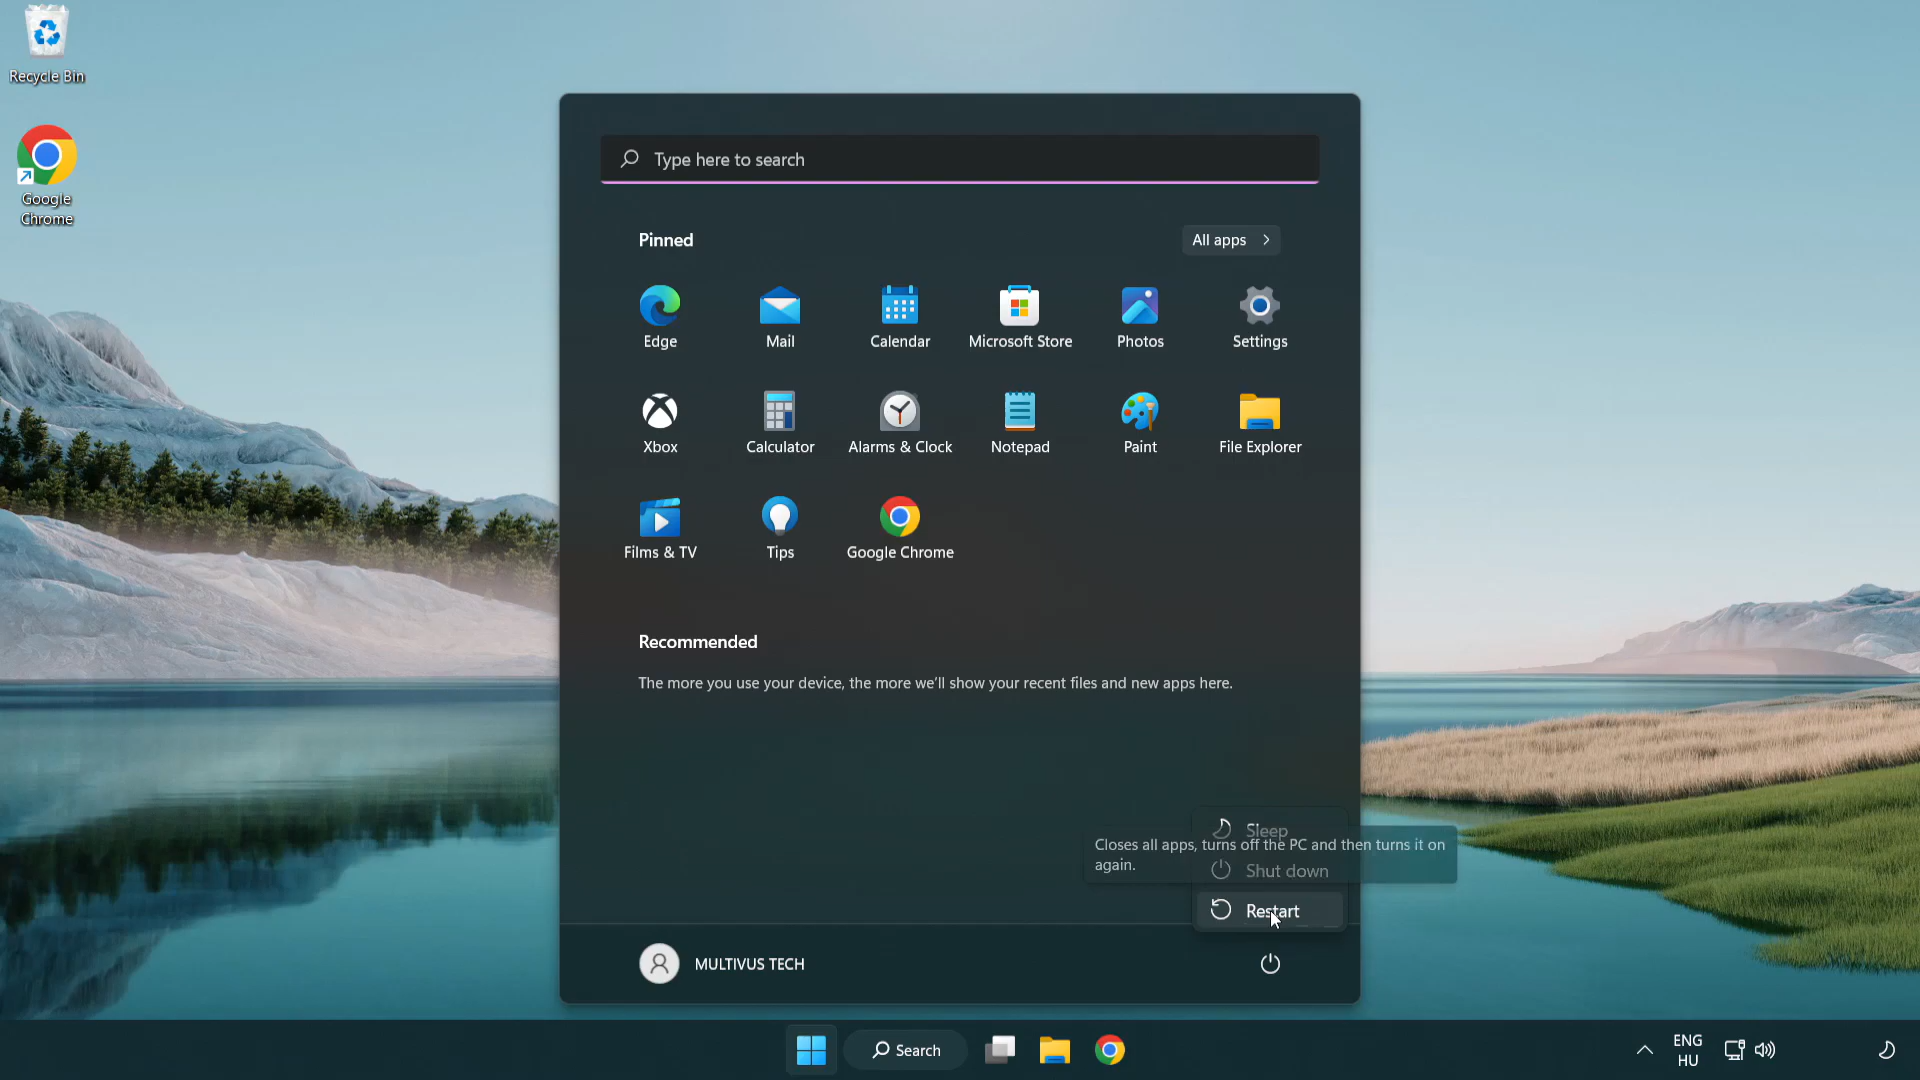 Recycle Bin
Google
Chrome
Type here to search
Pinned
All apps
Edge
Mail
Calendar
Microsoft Store
Photos
Settings
Xbox
Calculator
Alarms & Clock
Notepad
Paint
File Explorer
Films & TV
Tips
Google Chrome
Recommended
The more you use your device, the more we'll show your recent files and new apps here.
Sleep
Closes all apps, turns off the PC and then turns it on
again.
Shut down
Restart
MULTIVUS TECH
Search
ENG
HU